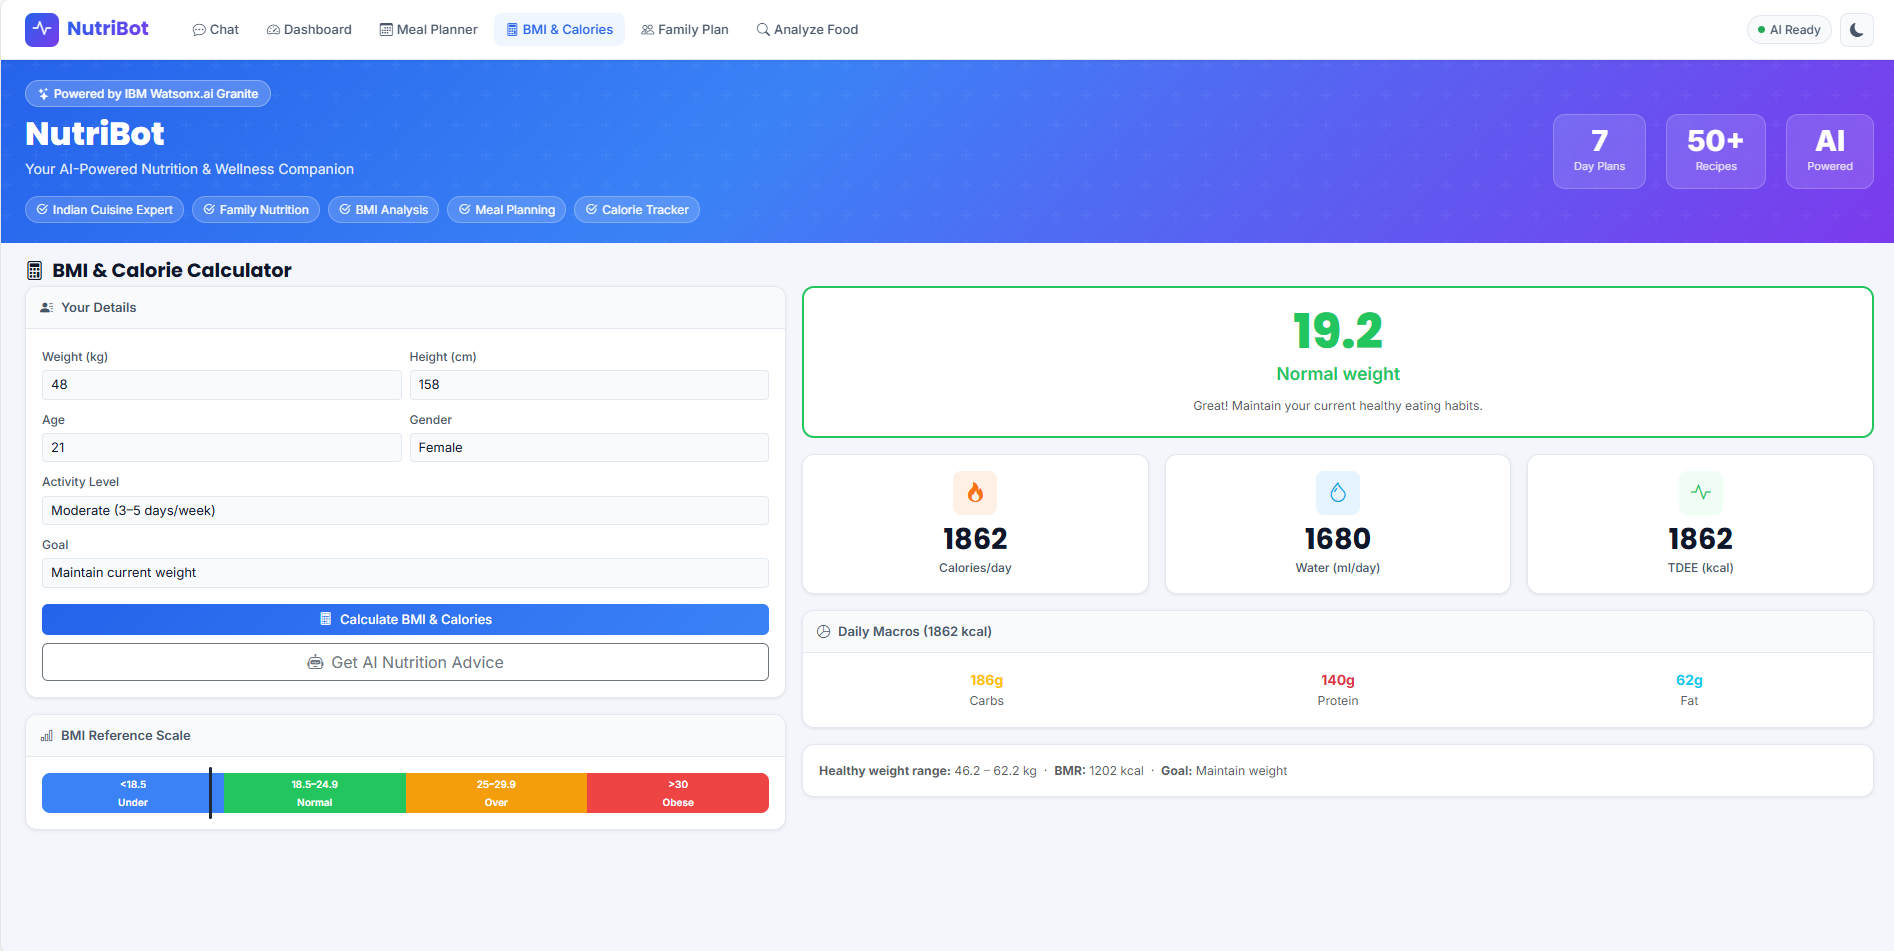 NutriBot
Chat
Dashboard
Meal Planner
BMI & Calories
Family Plan
Analyze Food
AI Ready
Powered by IBM Watsonx.ai Granite
NutriBot
Your AI-Powered Nutrition & Wellness Companion
Indian Cuisine Expert
Family Nutrition
BMI Analysis
Meal Planning
Calorie Tracker
7
Day Plans
50+
Recipes
AI
Powered
BMI & Calorie Calculator
Your Details
Weight (kg)
Height (cm)
48
158
Age
Gender
21
Female
Activity Level
Moderate (3–5 days/week)
Goal
Maintain current weight
Calculate BMI & Calories
Get AI Nutrition Advice
BMI Reference Scale
<18.5
Under
18.5–24.9
Normal
25–29.9
Over
>30
Obese
19.2
Normal weight
Great! Maintain your current healthy eating habits.
1862
Calories/day
1680
Water (ml/day)
1862
TDEE (kcal)
Daily Macros (1862 kcal)
186g
Carbs
140g
Protein
62g
Fat
Healthy weight range: 46.2 – 62.2 kg · BMR: 1202 kcal · Goal: Maintain weight